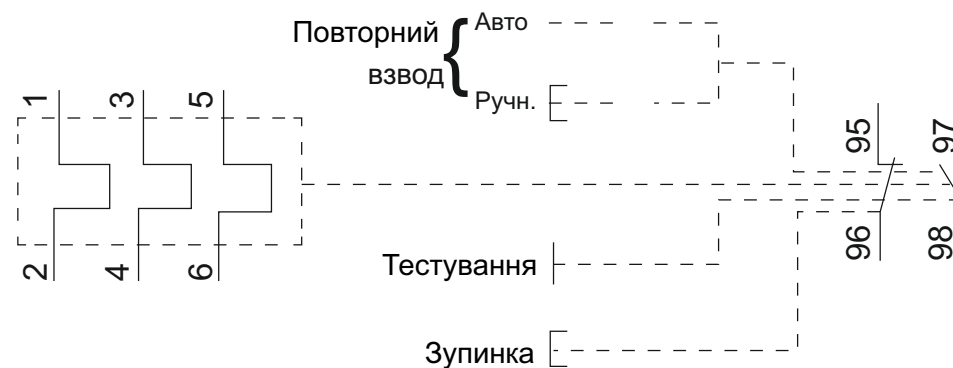 Повторний
взвод
{
Авто
Ручн.
1 3 5
2 4 6
95 97
96 98
Тестування
Зупинка